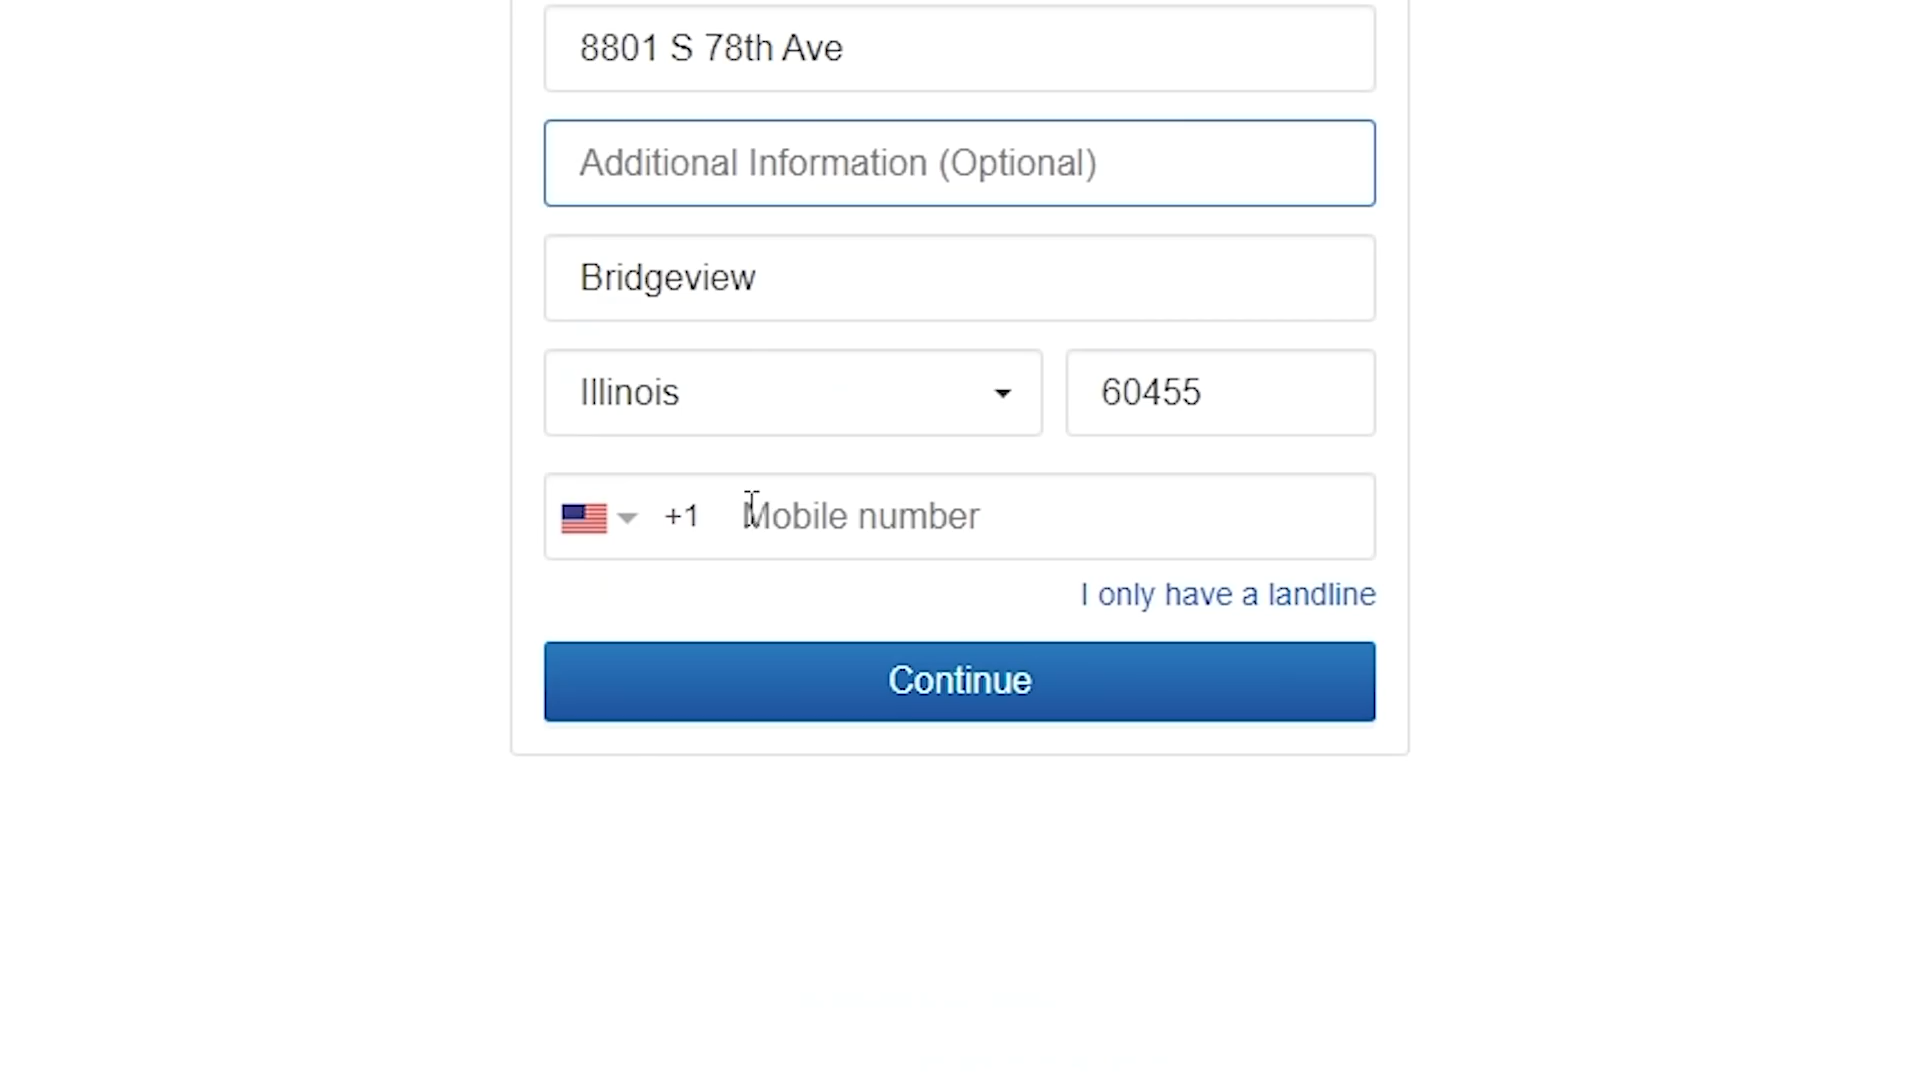 8801 S 78th Ave
Additional Information (Optional)
Bridgeview
Illinois 60455
+1 Mobile number
I only have a landline
Continue